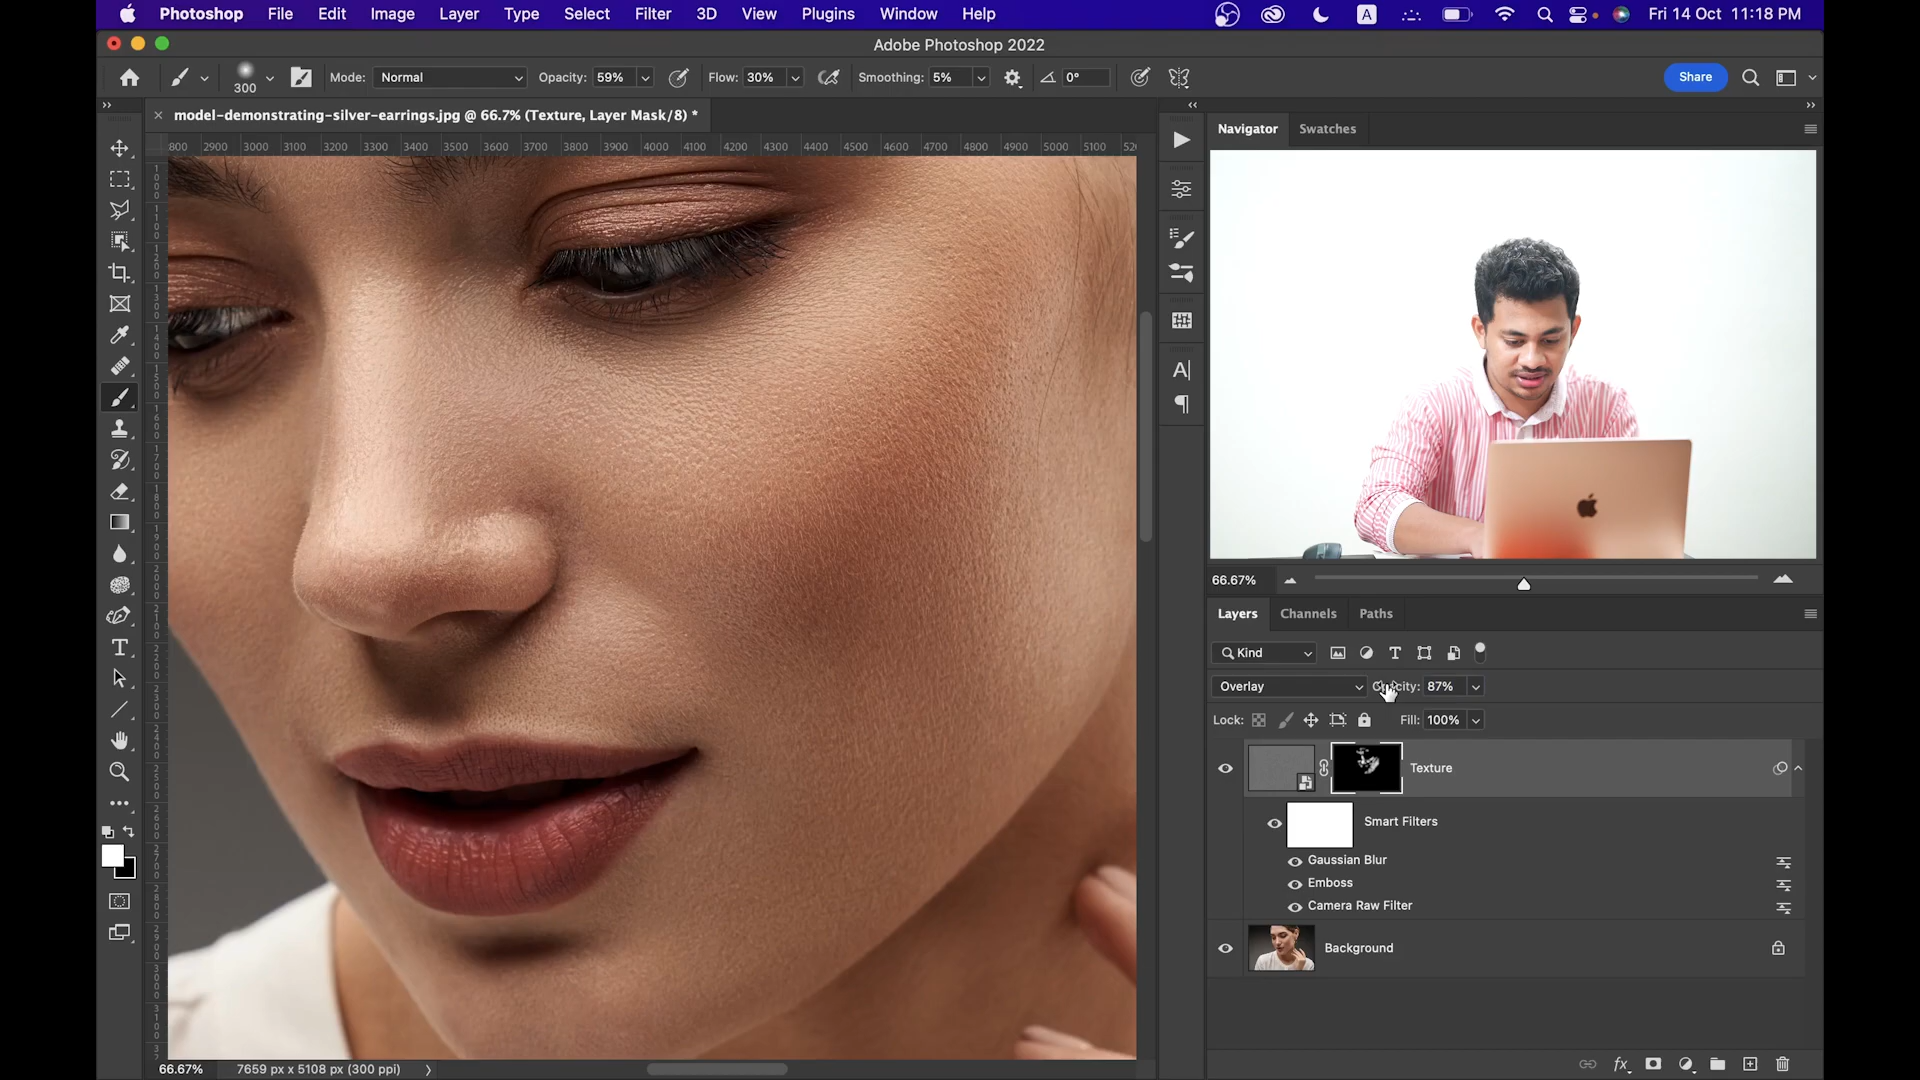 Photoshop File Edit Image Layer Type Select Filter 3D View Plugins Window Help A Fri 14 Oct 11:18 PM
Adobe Photoshop 2022
300 Mode: Normal Opacity: 59% Flow: 30% Smoothing: 5% 0° Share
model-demonstrating-silver-earrings.jpg @ 66.7% (Texture, Layer Mask/8) *
Navigator Swatches
800 2900 3000 3100 3200 3300 3400 3500 3600 3700 3800 3900 4000 4100 4200 4300 4400 4500 4600 4700 4800 4900 5000 5100 52
66.67%
Layers Channels Paths
Kind
Overlay Opacity: 87%
Lock: Fill: 100%
Texture
Smart Filters
Gaussian Blur
Emboss
Camera Raw Filter
Background
66.67% 7659 px x 5108 px (300 ppi)